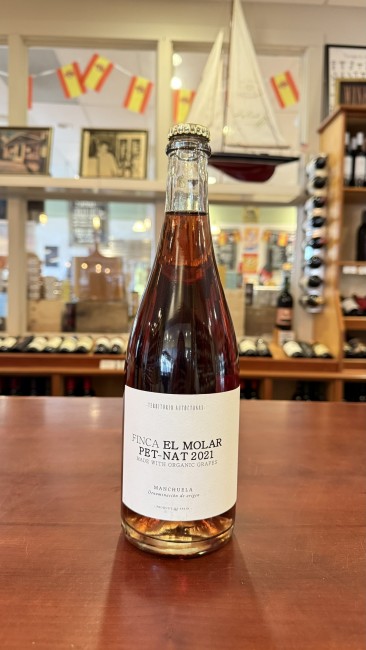 FINCA EL MOLAR
PET-NAT 2021
MADE WITH ORGANIC GRAPES
MANCHUELA
Denominación de origen